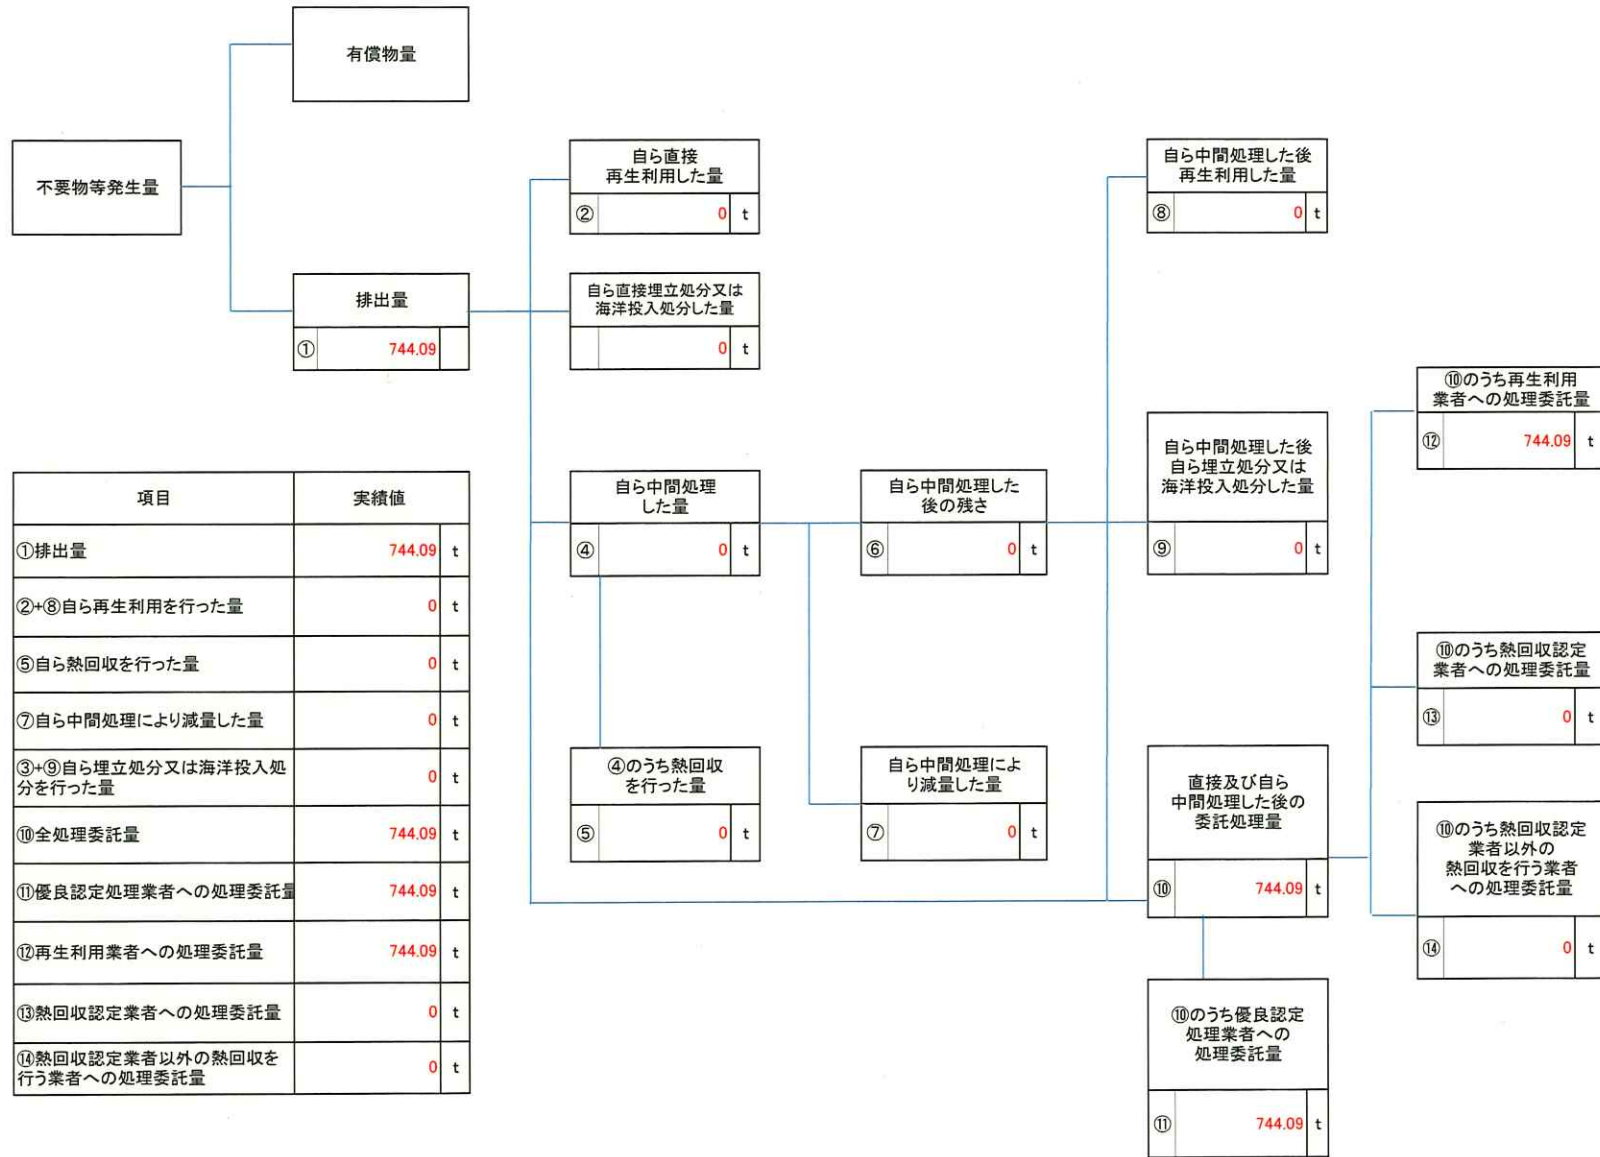 有償物量
不要物等発生量
排出量
① 744.09
自ら直接
再生利用した量
② 0 t
自ら直接埋立処分又は
海洋投入処分した量
0 t
自ら中間処理
した量
④ 0 t
④のうち熱回収
を行った量
⑤ 0 t
自ら中間処理した
後の残さ
⑥ 0 t
自ら中間処理によ
り減量した量
⑦ 0 t
自ら中間処理した後
再生利用した量
⑧ 0 t
自ら中間処理した後
自ら埋立処分又は
海洋投入処分した量
⑨ 0 t
直接及び自ら
中間処理した後の
委託処理量
⑩ 744.09 t
⑩のうち優良認定
処理業者への
処理委託量
⑪ 744.09 t
⑩のうち再生利用
業者への処理委託量
⑫ 744.09 t
⑩のうち熱回収認定
業者への処理委託量
⑬ 0 t
⑩のうち熱回収認定
業者以外の
熱回収を行う業者
への処理委託量
⑭ 0 t
項目 実績値
①排出量 744.09 t
②+⑧自ら再生利用を行った量 0 t
⑤自ら熱回収を行った量 0 t
⑦自ら中間処理により減量した量 0 t
③+⑨自ら埋立処分又は海洋投入処
分を行った量 0 t
⑩全処理委託量 744.09 t
⑪優良認定処理業者への処理委託量 744.09 t
⑫再生利用業者への処理委託量 744.09 t
⑬熱回収認定業者への処理委託量 0 t
⑭熱回収認定業者以外の熱回収を
行う業者への処理委託量 0 t